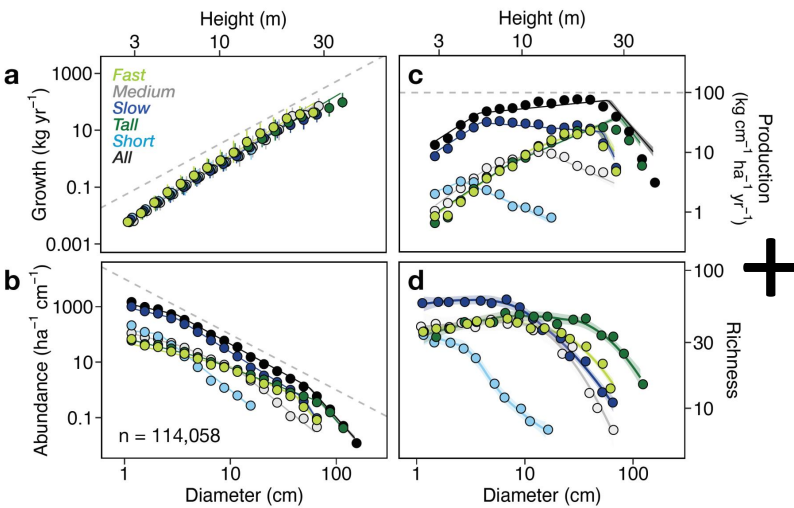 Height (m)
Height (m)
3
10
30
3
10
30
a
1000
10
0.1
0.001
Growth (kg yr⁻¹)
Fast
Medium
Slow
Tall
Short
All
c
100
10
1
Production
(kg cm⁻¹ ha⁻¹ yr⁻¹)
b
1000
10
0.1
Abundance (ha⁻¹ cm⁻¹)
n = 114,058
d
100
30
10
Richness
1
10
100
1
10
100
Diameter (cm)
Diameter (cm)